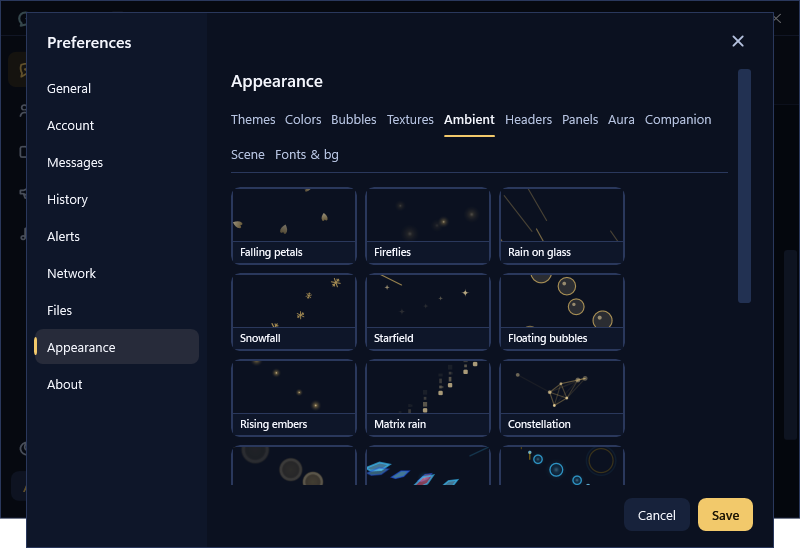 Preferences
General
Account
Messages
History
Alerts
Network
Files
Appearance
About
Appearance
Themes Colors Bubbles Textures Ambient Headers Panels Aura Companion
Scene Fonts & bg
Falling petals Fireflies Rain on glass
Snowfall Starfield Floating bubbles
Rising embers Matrix rain Constellation
Cancel Save